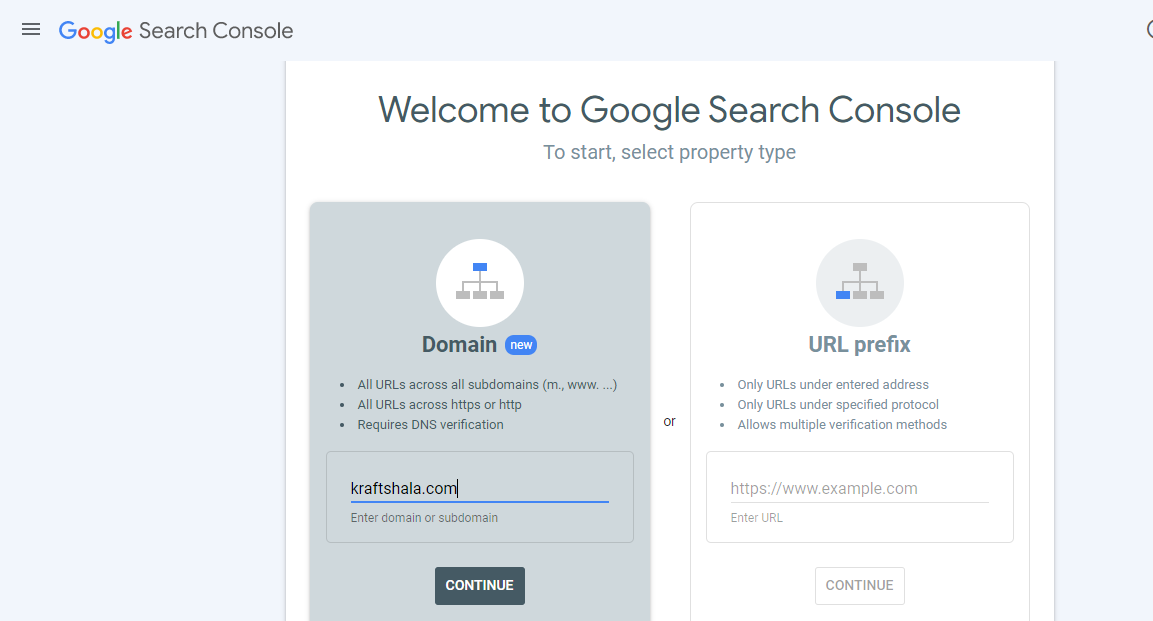 Google Search Console
Welcome to Google Search Console
To start, select property type
Domain new
All URLs across all subdomains (m., www. ...)
All URLs across https or http
Requires DNS verification
kraftshala.com
Enter domain or subdomain
CONTINUE
or
URL prefix
Only URLs under entered address
Only URLs under specified protocol
Allows multiple verification methods
https://www.example.com
Enter URL
CONTINUE